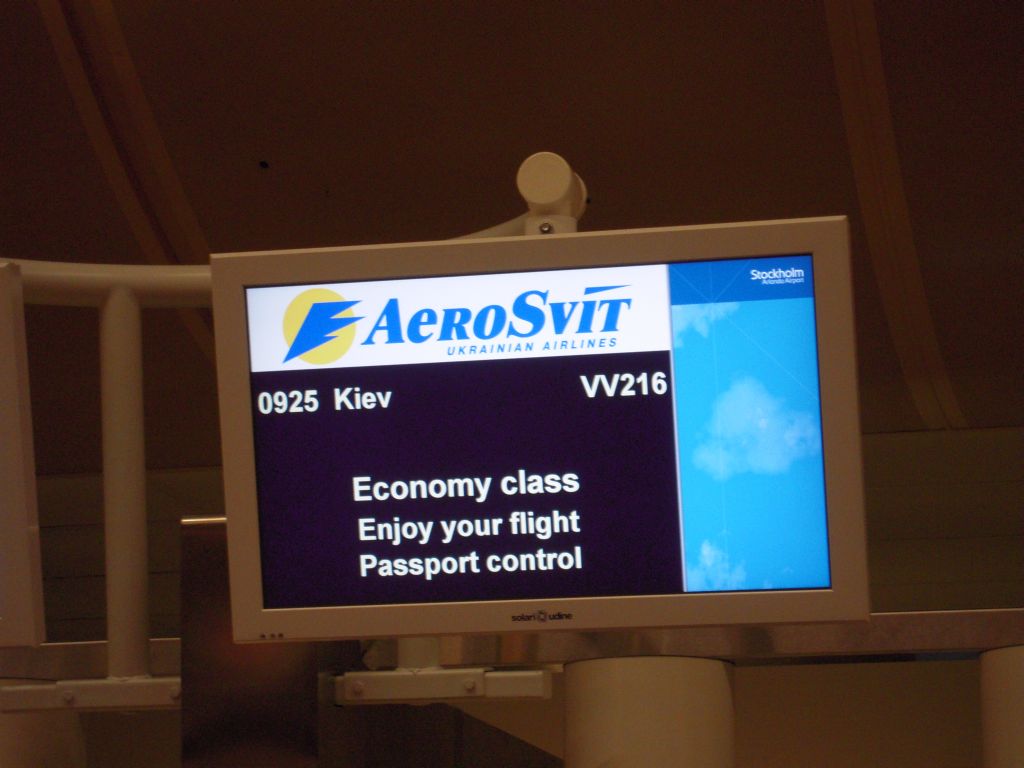 Stockholm
Arlanda Airport
AeroSvit
UKRAINIAN AIRLINES
0925 Kiev VV216
Economy class
Enjoy your flight
Passport control
solari udine